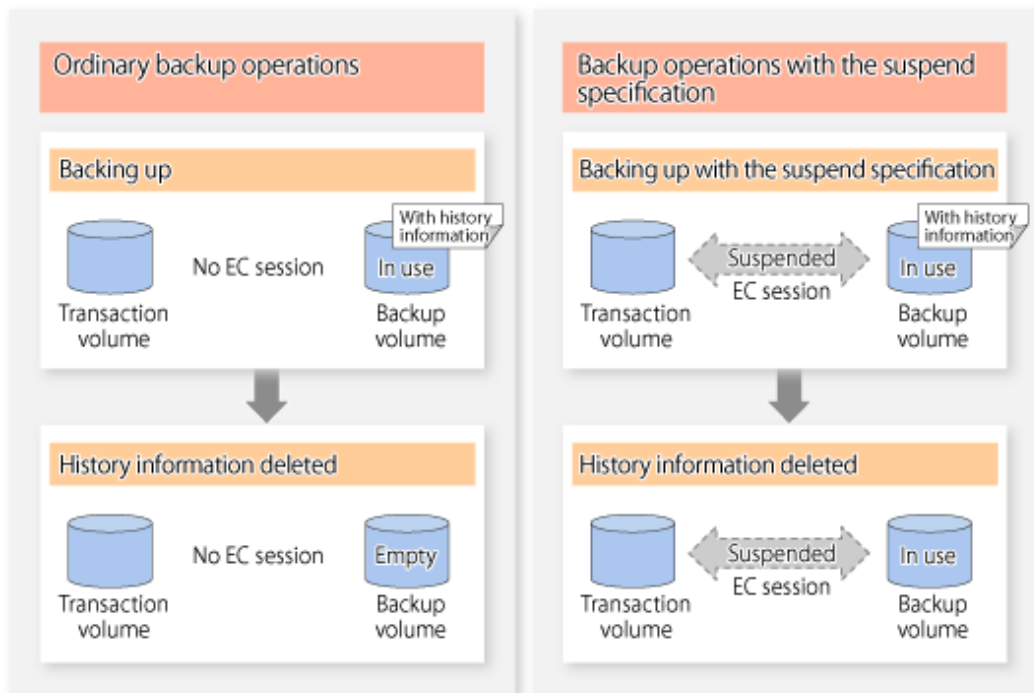 Ordinary backup operations
Backing up
With history
information
No EC session
In use
Transaction
volume
Backup
volume
History information deleted
No EC session
Empty
Transaction
volume
Backup
volume
Backup operations with the suspend
specification
Backing up with the suspend specification
With history
information
Suspended
In use
EC session
Transaction
volume
Backup
volume
History information deleted
Suspended
In use
EC session
Transaction
volume
Backup
volume